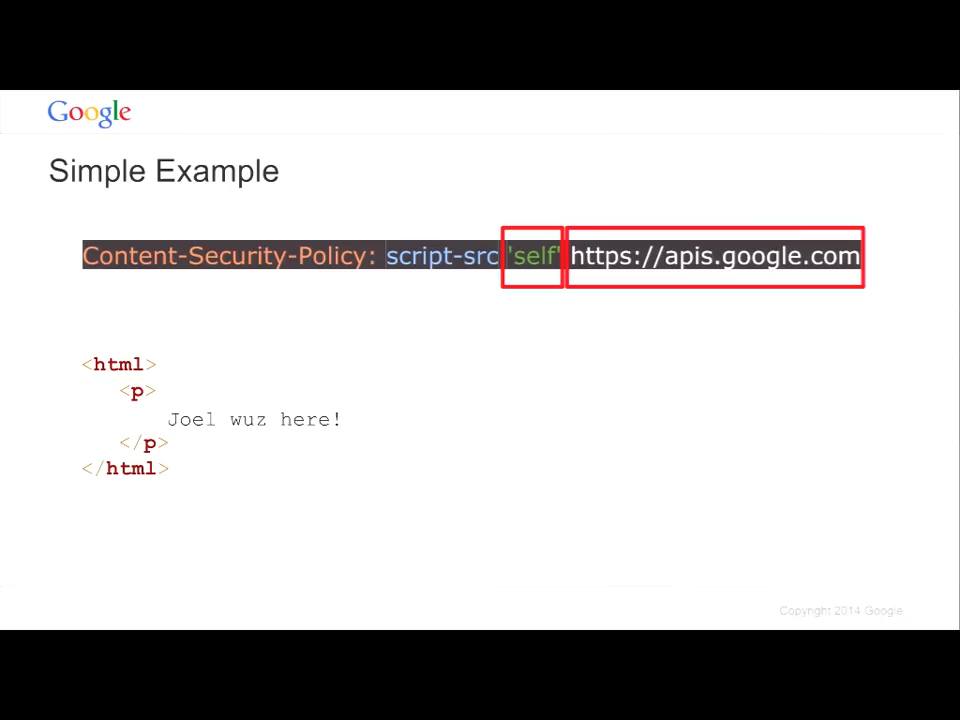 Google
Simple Example
Content-Security-Policy: script-src 'self' https://apis.google.com
<html>
<p>
Joel wuz here!
</p>
</html>
Copyright 2014 Google